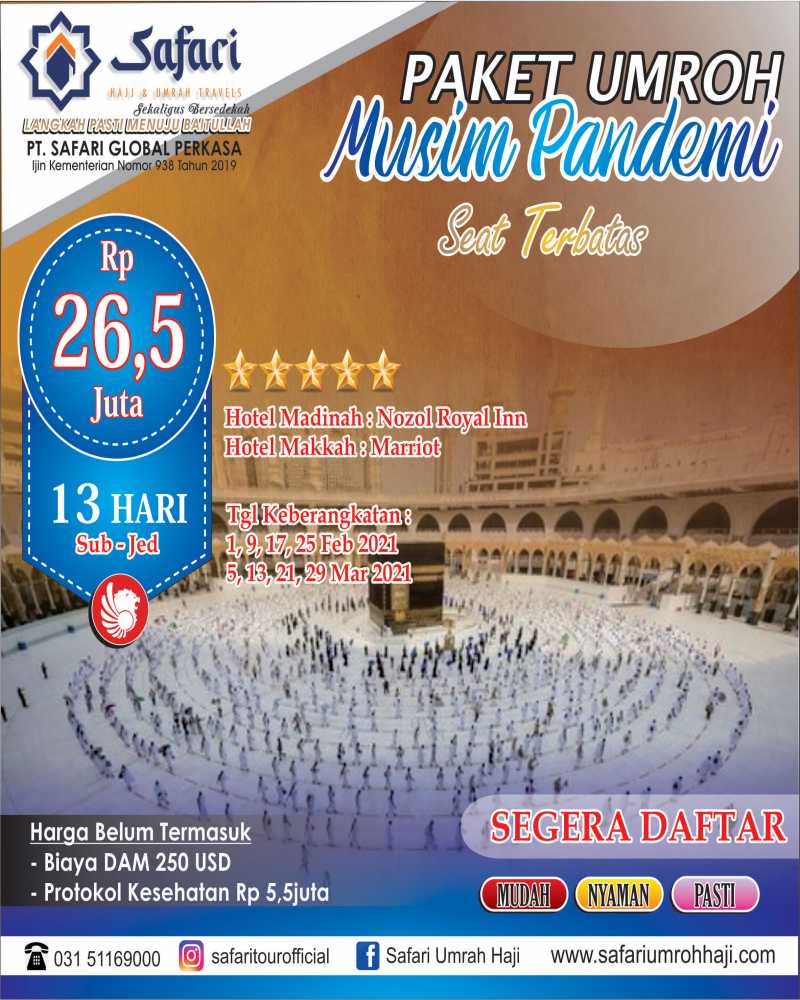 Safari
HAJJ & UMRAH TRAVELS
Sekaligus Bersedekah
LANGKAH PASTI MENUJU BAITULLAH
PT. SAFARI GLOBAL PERKASA
Ijin Kementerian Nomor 938 Tahun 2019
PAKET UMROH
Musim Pandemi
Seat Terbatas
Rp
26,5
Juta
13 HARI
Sub - Jed
Hotel Madinah : Nozol Royal Inn
Hotel Makkah : Marriot
Tgl Keberangkatan :
1, 9, 17, 25 Feb 2021
5, 13, 21, 29 Mar 2021
Harga Belum Termasuk
- Biaya DAM 250 USD
- Protokol Kesehatan Rp 5,5juta
SEGERA DAFTAR
MUDAH NYAMAN PASTI
031 51169000 safaritourofficial Safari Umrah Haji www.safariumrohhaji.com